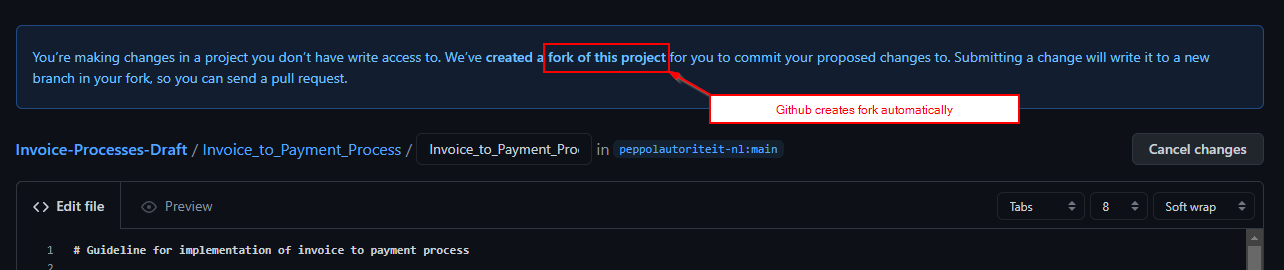 You're making changes in a project you don't have write access to. We've created a fork of this project for you to commit your proposed changes to. Submitting a change will write it to a new
branch in your fork, so you can send a pull request.
Github creates fork automatically
Invoice-Processes-Draft / Invoice_to_Payment_Process / Invoice_to_Payment_Pro in peppolautoriteit-nl:main Cancel changes
<> Edit file Preview Tabs 8 Soft wrap
1 # Guideline for implementation of invoice to payment process
2